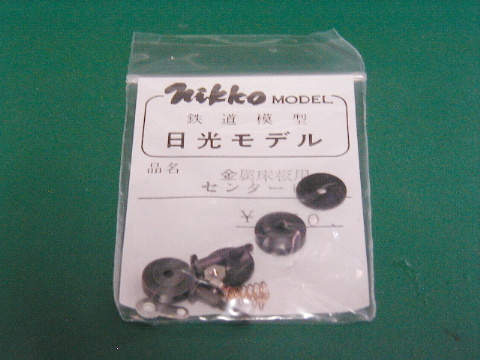 nikko MODEL
鉄道模型
日光モデル
品名 金属床板用
センター
¥ 0.